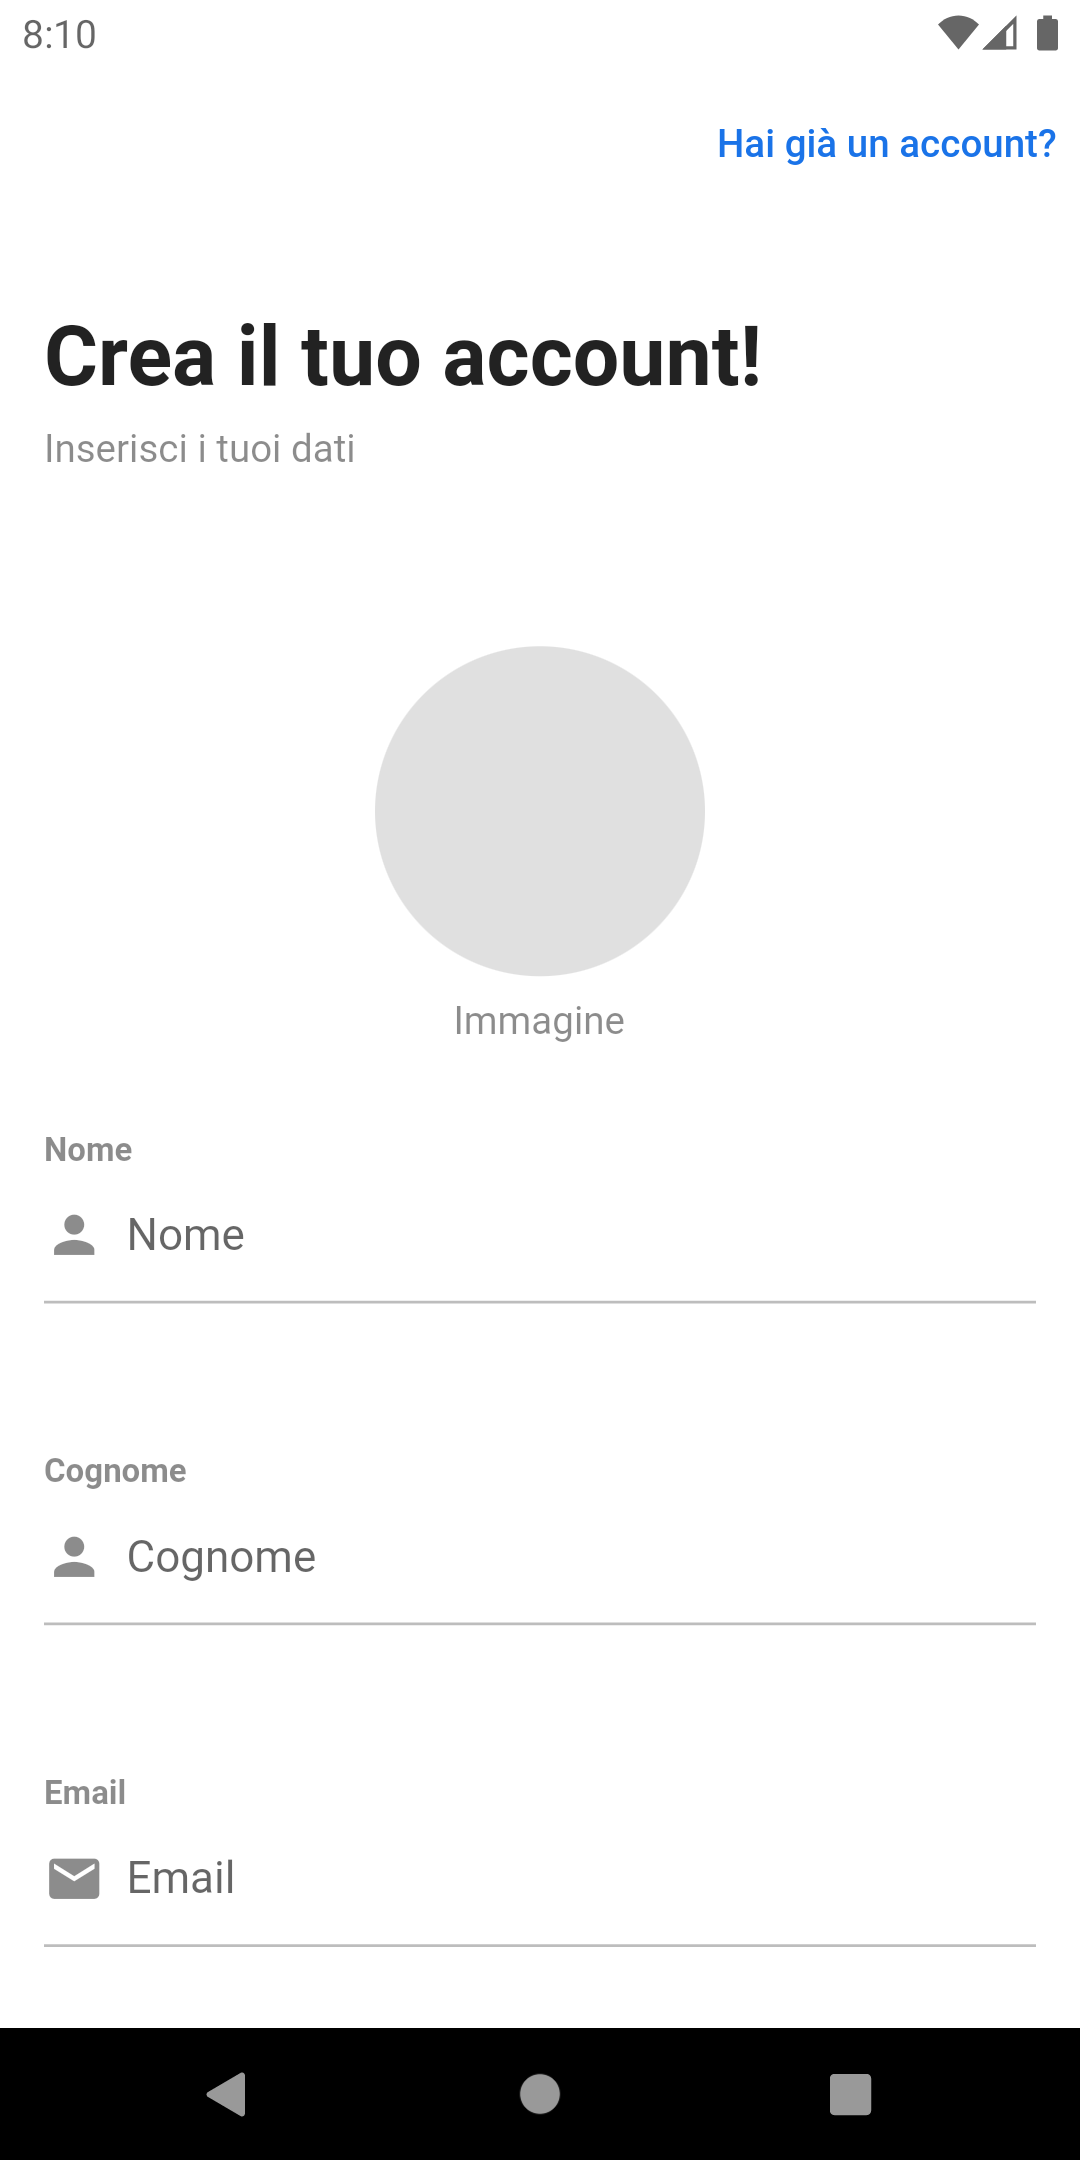 8:10
Hai già un account?
Crea il tuo account!
Inserisci i tuoi dati
Immagine
Nome
Nome
Cognome
Cognome
Email
Email